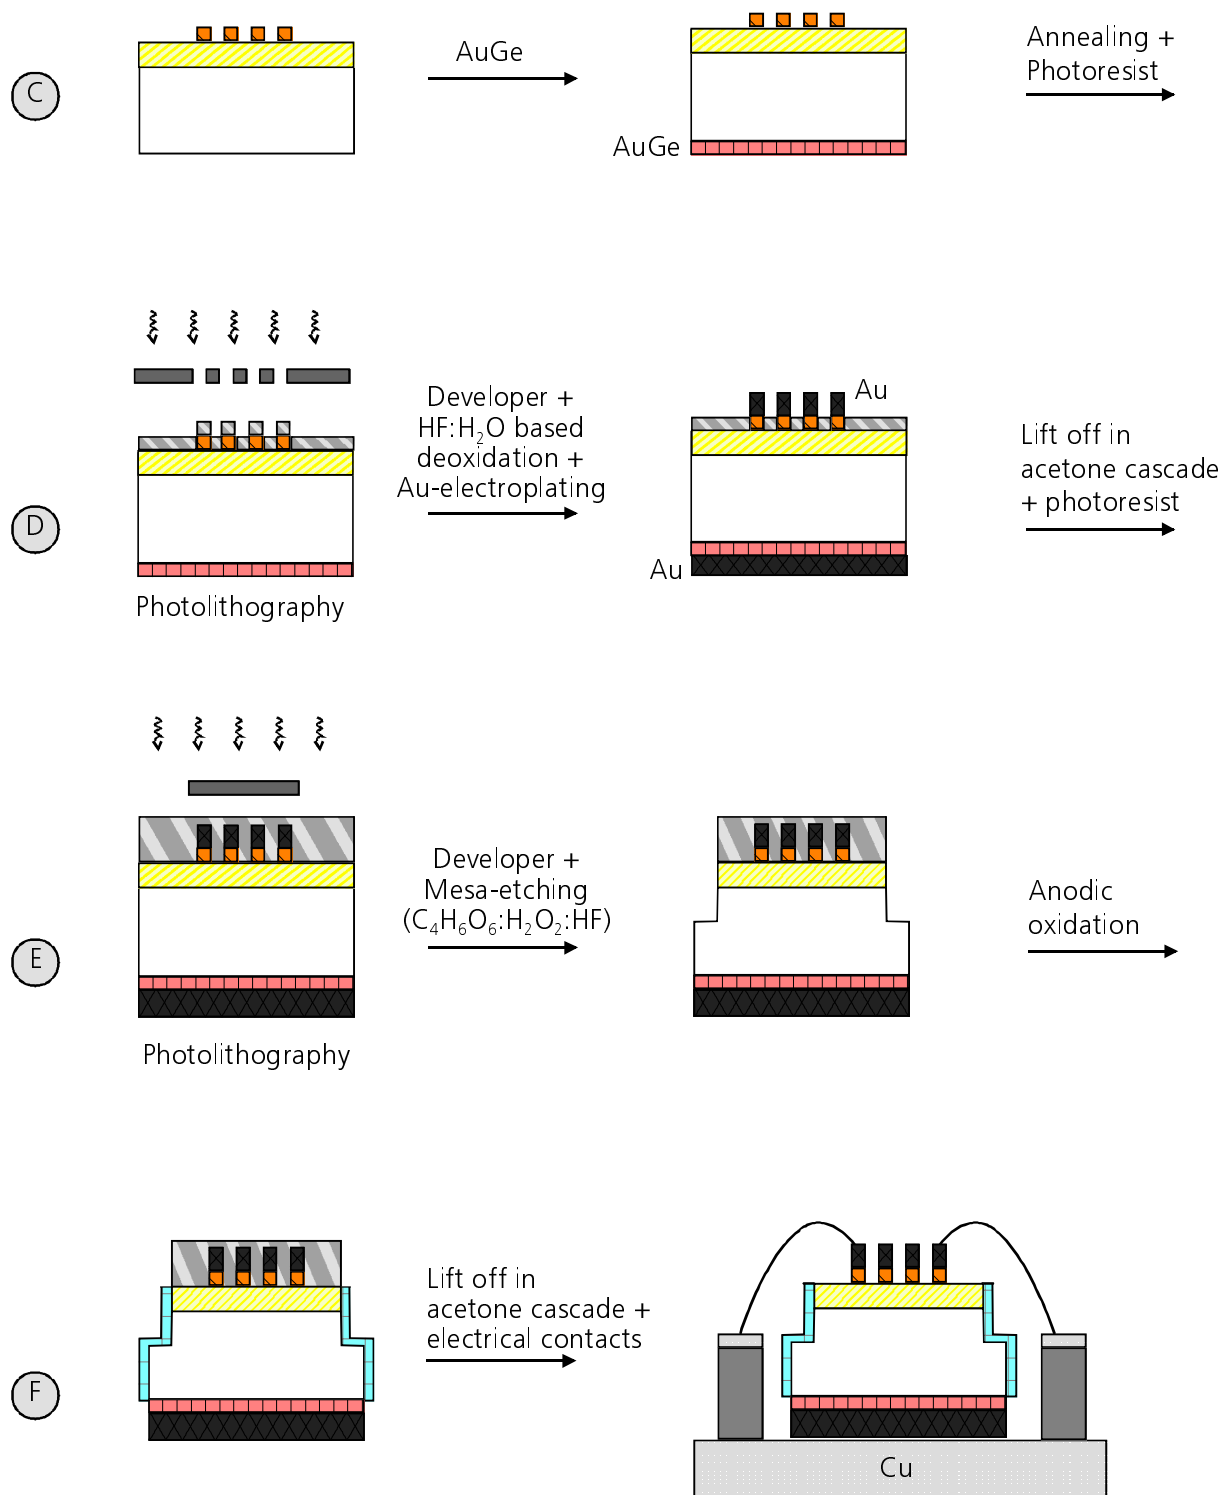 C
AuGe
AuGe
Annealing +
Photoresist
D
Photolithography
Developer +
HF:H₂O based
deoxidation +
Au-electroplating
Au
Au
Lift off in
acetone cascade
+ photoresist
E
Photolithography
Developer +
Mesa-etching
(C₄H₆O₆:H₂O₂:HF)
Anodic
oxidation
F
Lift off in
acetone cascade +
electrical contacts
Cu